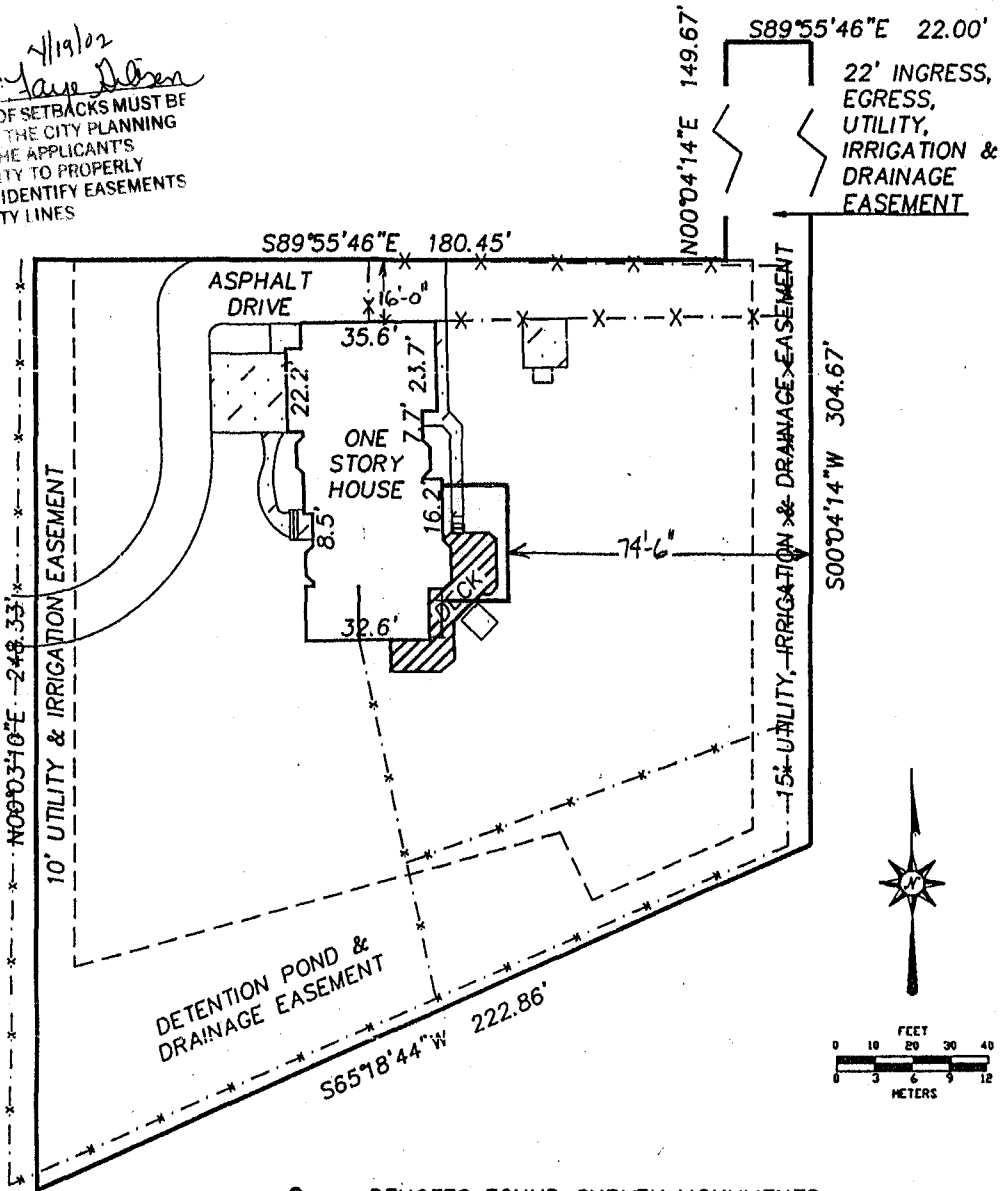 4/19/02
Faye
OF SETBACKS MUST BE
THE CITY PLANNING
HE APPLICANT'S
ITY TO PROPERLY
IDENTIFY EASEMENTS
TY LINES
S89°55'46"E 22.00'
N00°04'14"E 149.67'
22' INGRESS,
EGRESS,
UTILITY,
IRRIGATION &
DRAINAGE
EASEMENT
S89°55'46"E 180.45'
ASPHALT
DRIVE
16'-0"
35.6'
22.2'
23.7'
7.7'
ONE
STORY
HOUSE
16.2'
8.5'
DECK
32.6'
74'-6"
15' UTILITY, IRRIGATION & DRAINAGE EASEMENT
S00°04'14"W 304.67'
N00°03'10"E 248.33'
10' UTILITY & IRRIGATION EASEMENT
DETENTION POND &
DRAINAGE EASEMENT
S65°18'44"W 222.86'
N
FEET
0 10 20 30 40
0 3 6 9 12
METERS